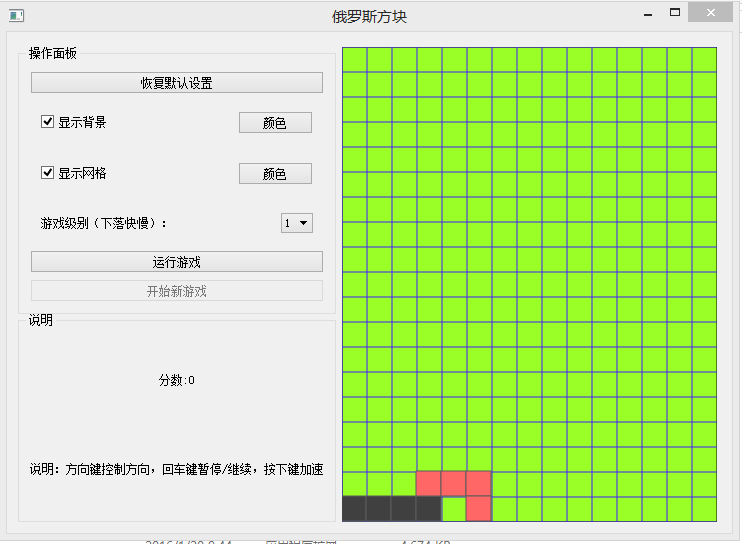 俄罗斯方块
操作面板
恢复默认设置
显示背景
颜色
显示网格
颜色
游戏级别（下落快慢）：
1
运行游戏
开始新游戏
说明
分数:0
说明：方向键控制方向，回车键暂停/继续，按下键加速